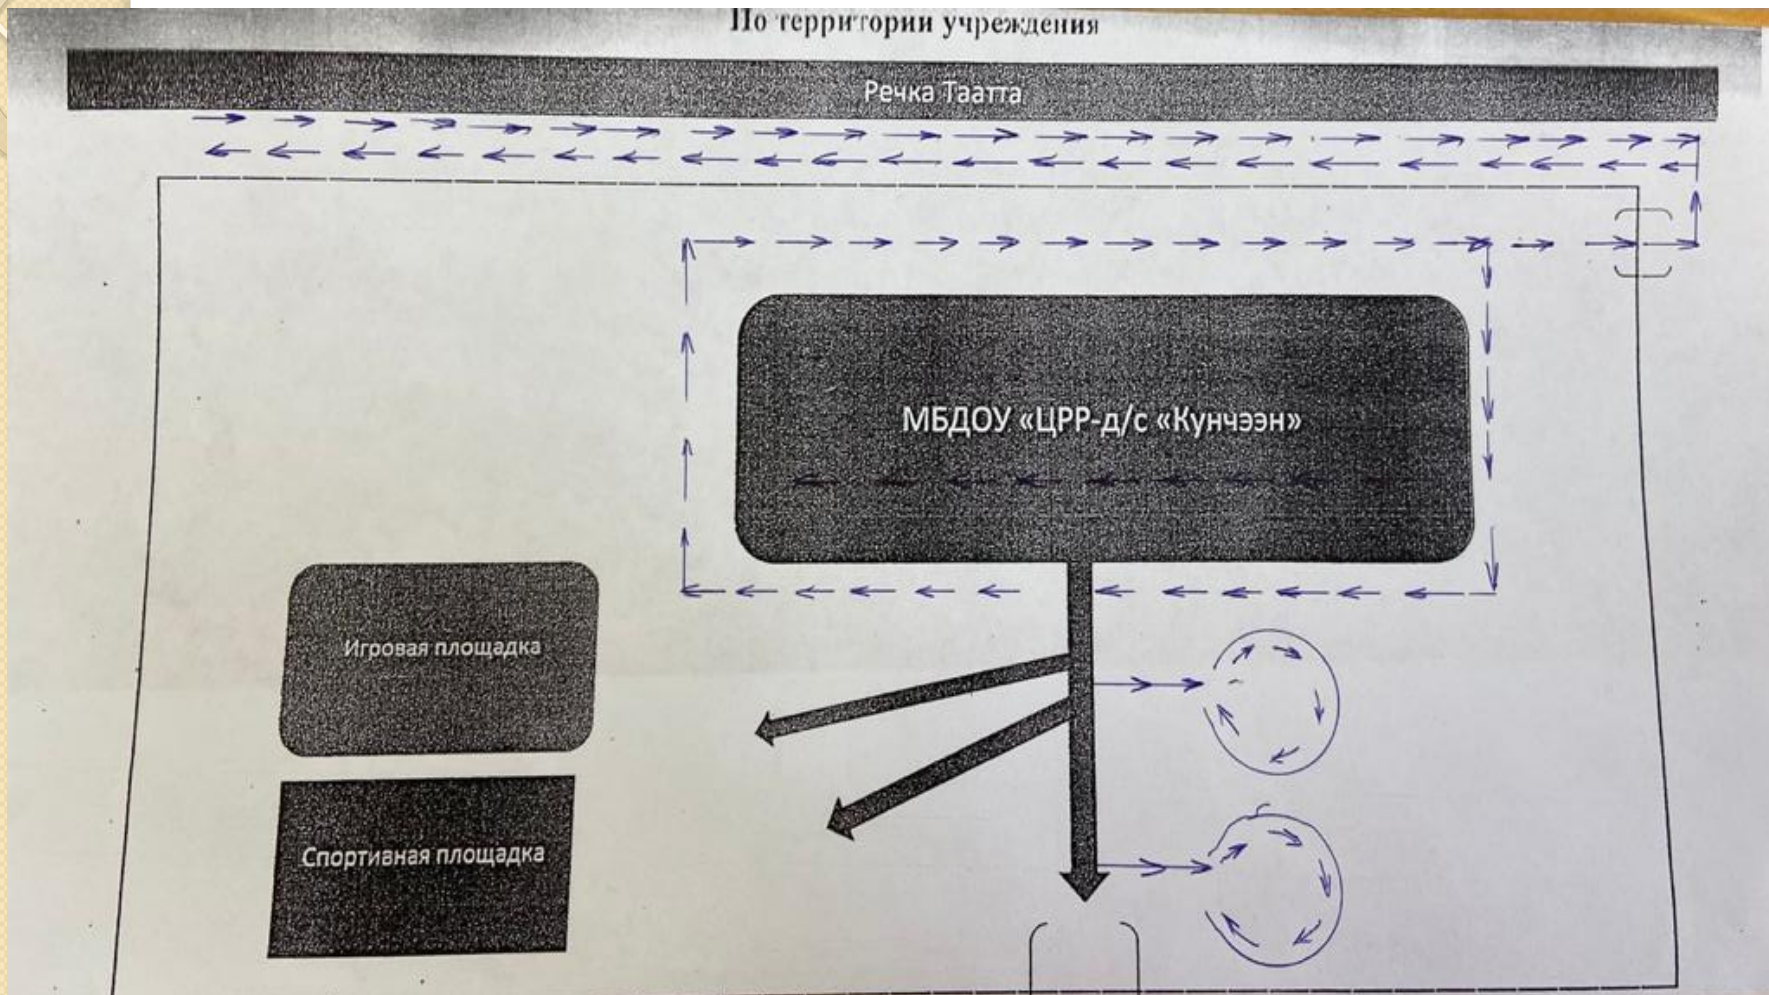 По территории учреждения
Речка Таатта
МБДОУ «ЦРР-д/с «Кунчээн»
Игровая площадка
Спортивная площадка